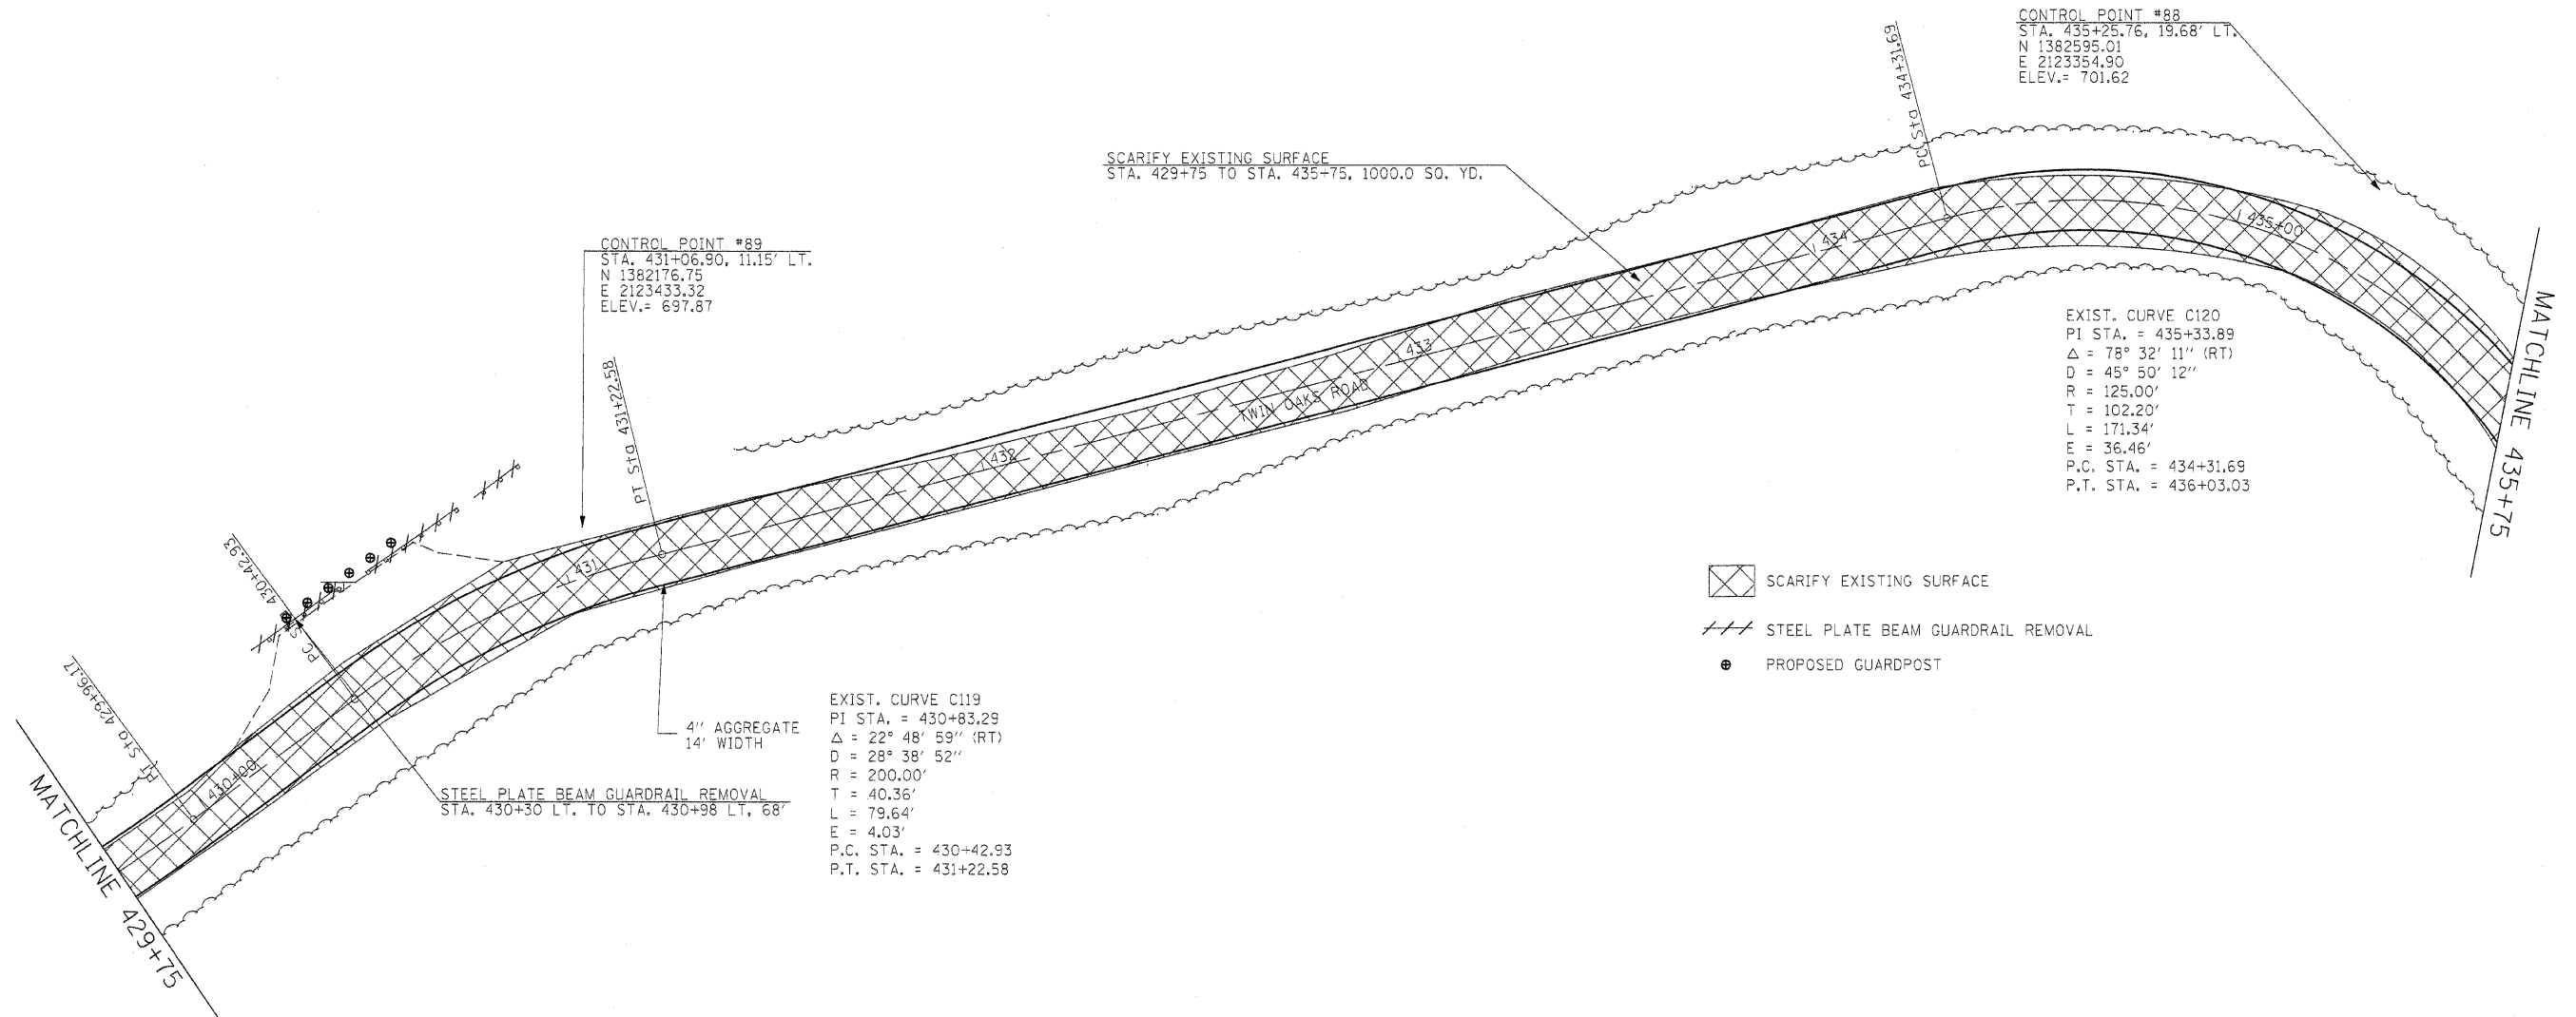 CONTROL POINT #88
STA. 435+25.76, 19.68' LT.
N 1382595.01
E 2123354.90
ELEV.= 701.62
PC Sta 434+31.69
SCARIFY EXISTING SURFACE
STA. 429+75 TO STA. 435+75, 1000.0 SQ. YD.
CONTROL POINT #89
STA. 431+06.90, 11.15' LT.
N 1382176.75
E 2123433.32
ELEV.= 697.87
435+00
434
433
432
431
430+00
TWIN OAKS ROAD
MATCHLINE 435+75
EXIST. CURVE C120
PI STA. = 435+33.89
Δ = 78° 32' 11" (RT)
D = 45° 50' 12"
R = 125.00'
T = 102.20'
L = 171.34'
E = 36.46'
P.C. STA. = 434+31.69
P.T. STA. = 436+03.03
PT Sta 431+22.58
PC S 430+42.93
PT Sta 429+96.17
SCARIFY EXISTING SURFACE
STEEL PLATE BEAM GUARDRAIL REMOVAL
PROPOSED GUARDPOST
4" AGGREGATE
14' WIDTH
EXIST. CURVE C119
PI STA. = 430+83.29
Δ = 22° 48' 59" (RT)
D = 28° 38' 52"
R = 200.00'
T = 40.36'
L = 79.64'
E = 4.03'
P.C. STA. = 430+42.93
P.T. STA. = 431+22.58
STEEL PLATE BEAM GUARDRAIL REMOVAL
STA. 430+30 LT. TO STA. 430+98 LT, 68'
MATCHLINE 429+75